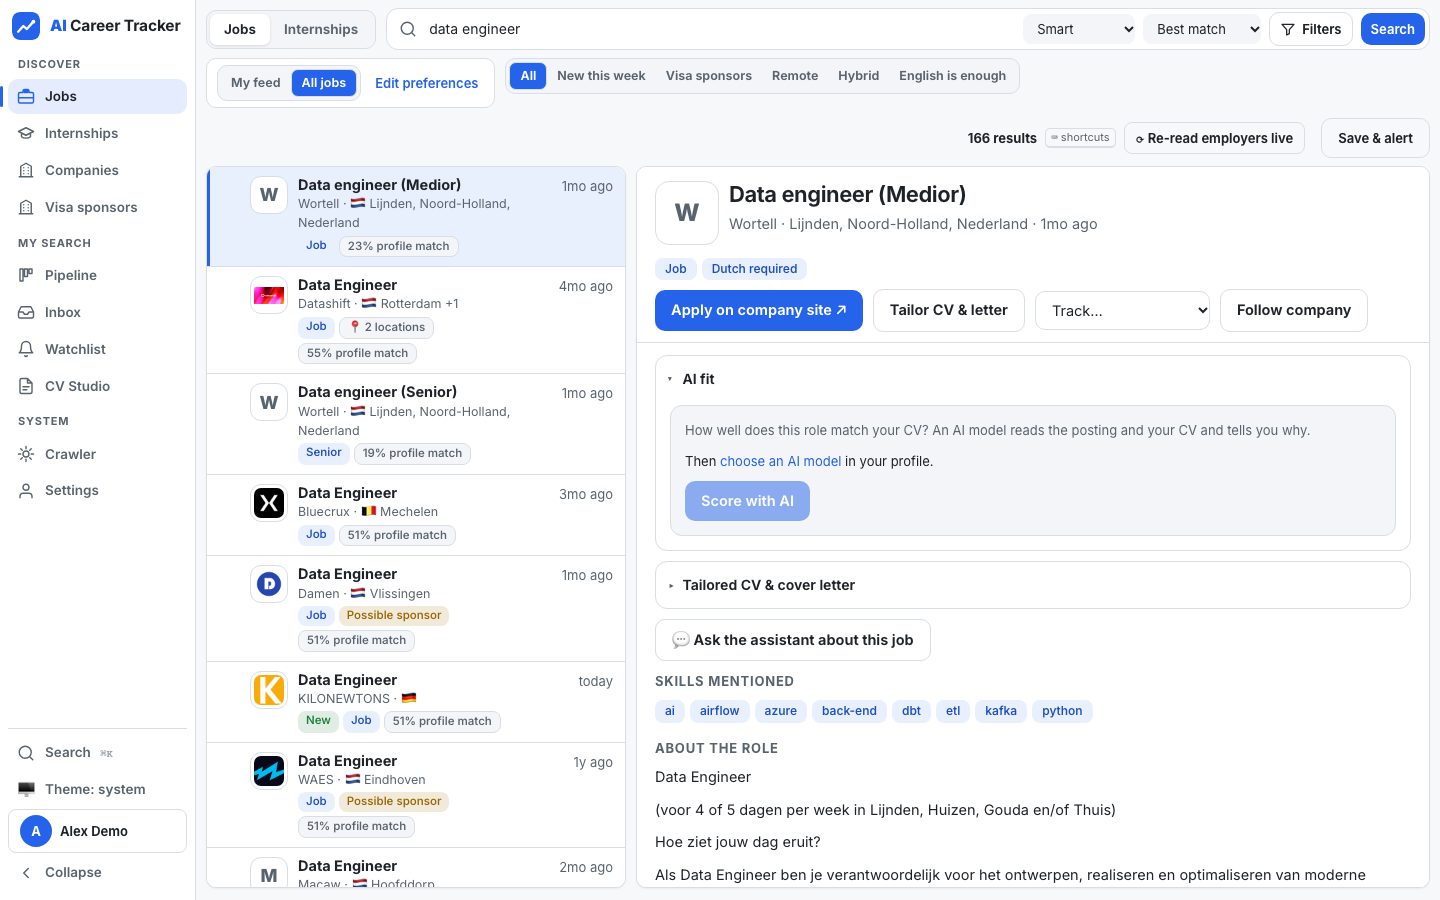 AI Career Tracker
DISCOVER
Jobs
Internships
Companies
Visa sponsors
MY SEARCH
Pipeline
Inbox
Watchlist
CV Studio
SYSTEM
Crawler
Settings
Search ⌘K
Theme: system
A Alex Demo
Collapse
Jobs Internships
data engineer Smart Best match Filters Search
My feed All jobs Edit preferences
All New this week Visa sponsors Remote Hybrid English is enough
166 results shortcuts ⟳ Re-read employers live Save & alert
W
Data engineer (Medior) 1mo ago
Wortell · 🇳🇱 Lijnden, Noord-Holland,
Nederland
Job 23% profile match
Data Engineer 4mo ago
Datashift · 🇳🇱 Rotterdam +1
Job 📍 2 locations
55% profile match
W
Data engineer (Senior) 1mo ago
Wortell · 🇳🇱 Lijnden, Noord-Holland,
Nederland
Senior 19% profile match
Data Engineer 3mo ago
Bluecrux · 🇧🇪 Mechelen
Job 51% profile match
D
Data Engineer 1mo ago
Damen · 🇳🇱 Vlissingen
Job Possible sponsor
51% profile match
K
Data Engineer today
KILONEWTONS · 🇩🇪
New Job 51% profile match
Data Engineer 1y ago
WAES · 🇳🇱 Eindhoven
Job Possible sponsor
51% profile match
M
Data Engineer 2mo ago
Macaw · 🇳🇱 Hoofddorp
W
Data engineer (Medior)
Wortell · Lijnden, Noord-Holland, Nederland · 1mo ago
Job Dutch required
Apply on company site ↗ Tailor CV & letter Track... Follow company
▾ AI fit
How well does this role match your CV? An AI model reads the posting and your CV and tells you why.
Then choose an AI model in your profile.
Score with AI
▸ Tailored CV & cover letter
💬 Ask the assistant about this job
SKILLS MENTIONED
ai airflow azure back-end dbt etl kafka python
ABOUT THE ROLE
Data Engineer
(voor 4 of 5 dagen per week in Lijnden, Huizen, Gouda en/of Thuis)
Hoe ziet jouw dag eruit?
Als Data Engineer ben je verantwoordelijk voor het ontwerpen, realiseren en optimaliseren van moderne